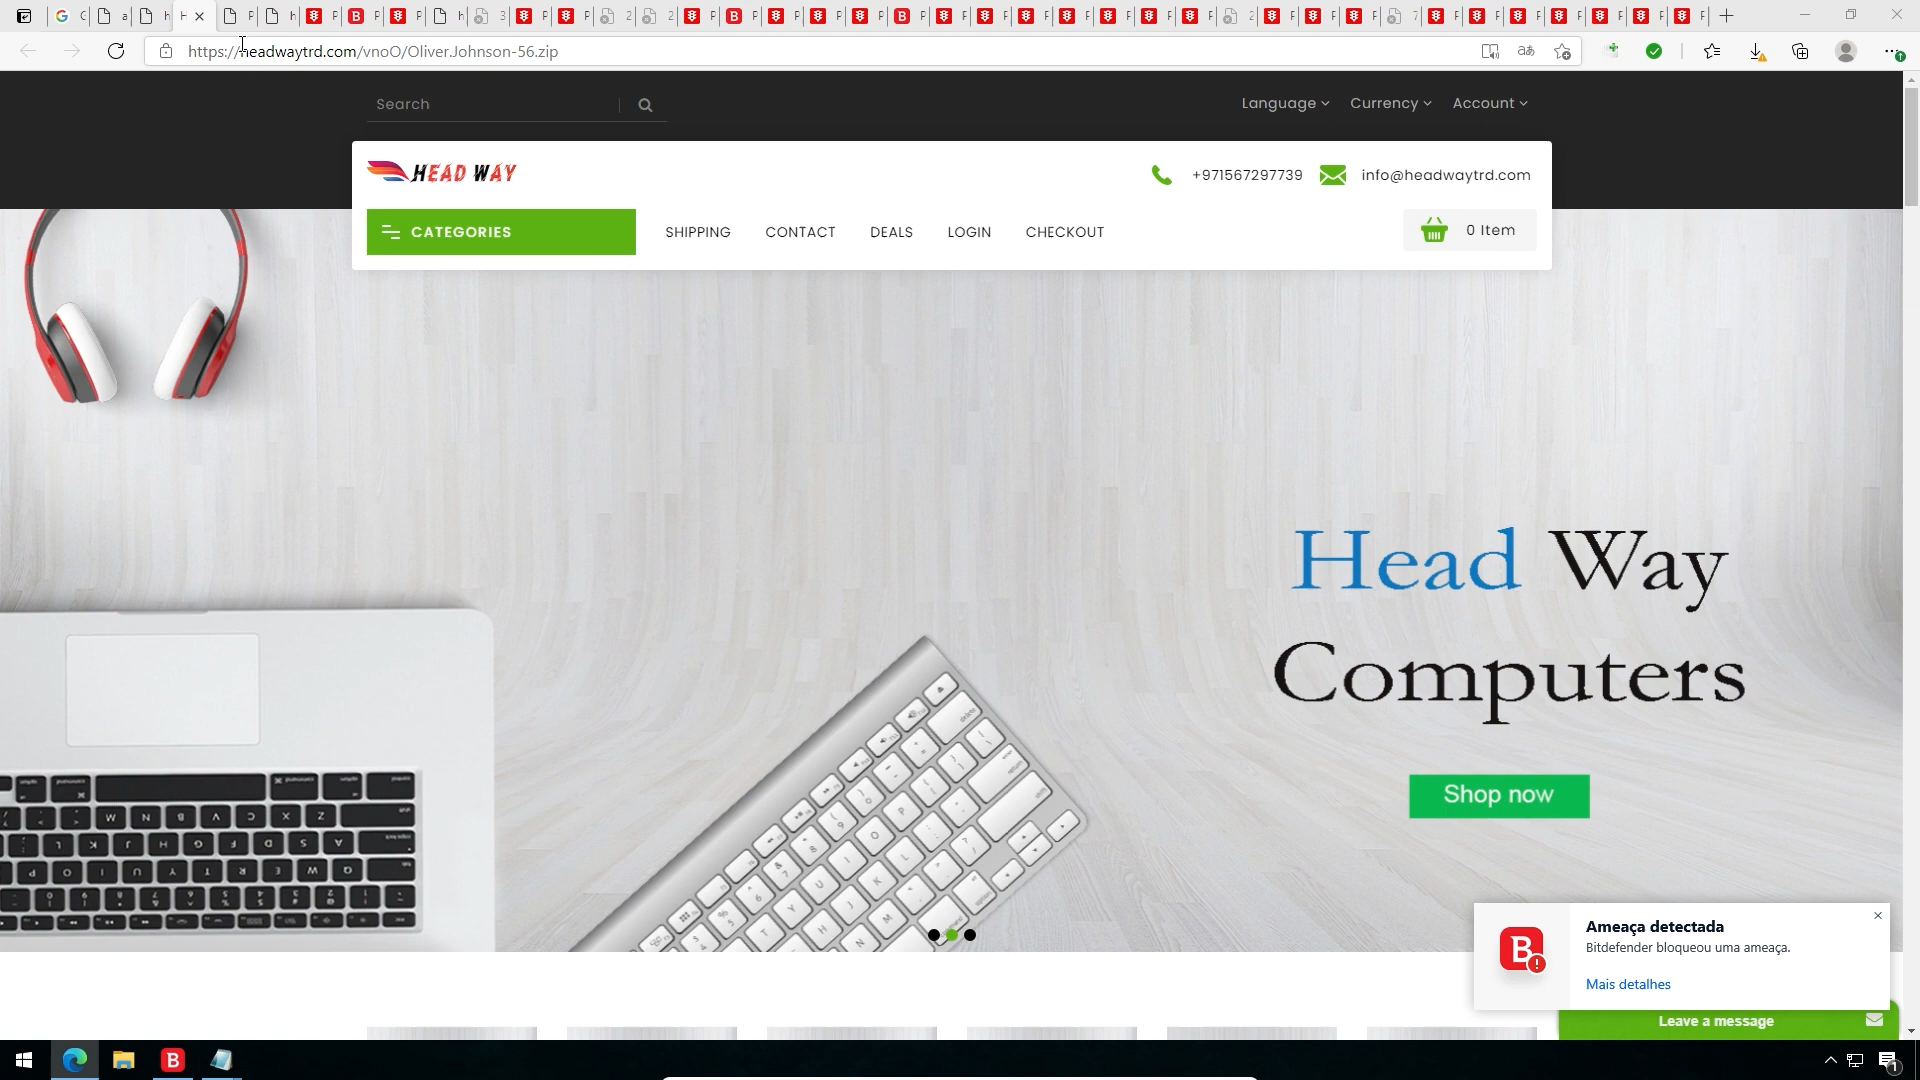 https://headwaytrd.com/vnoO/Oliver.Johnson-56.zip
Search
Language
Currency
Account
HEAD WAY
+971567297739
info@headwaytrd.com
CATEGORIES
SHIPPING
CONTACT
DEALS
LOGIN
CHECKOUT
0 Item
Head Way
Computers
Shop now
Ameaça detectada
Bitdefender bloqueou uma ameaça.
Mais detalhes
Leave a message